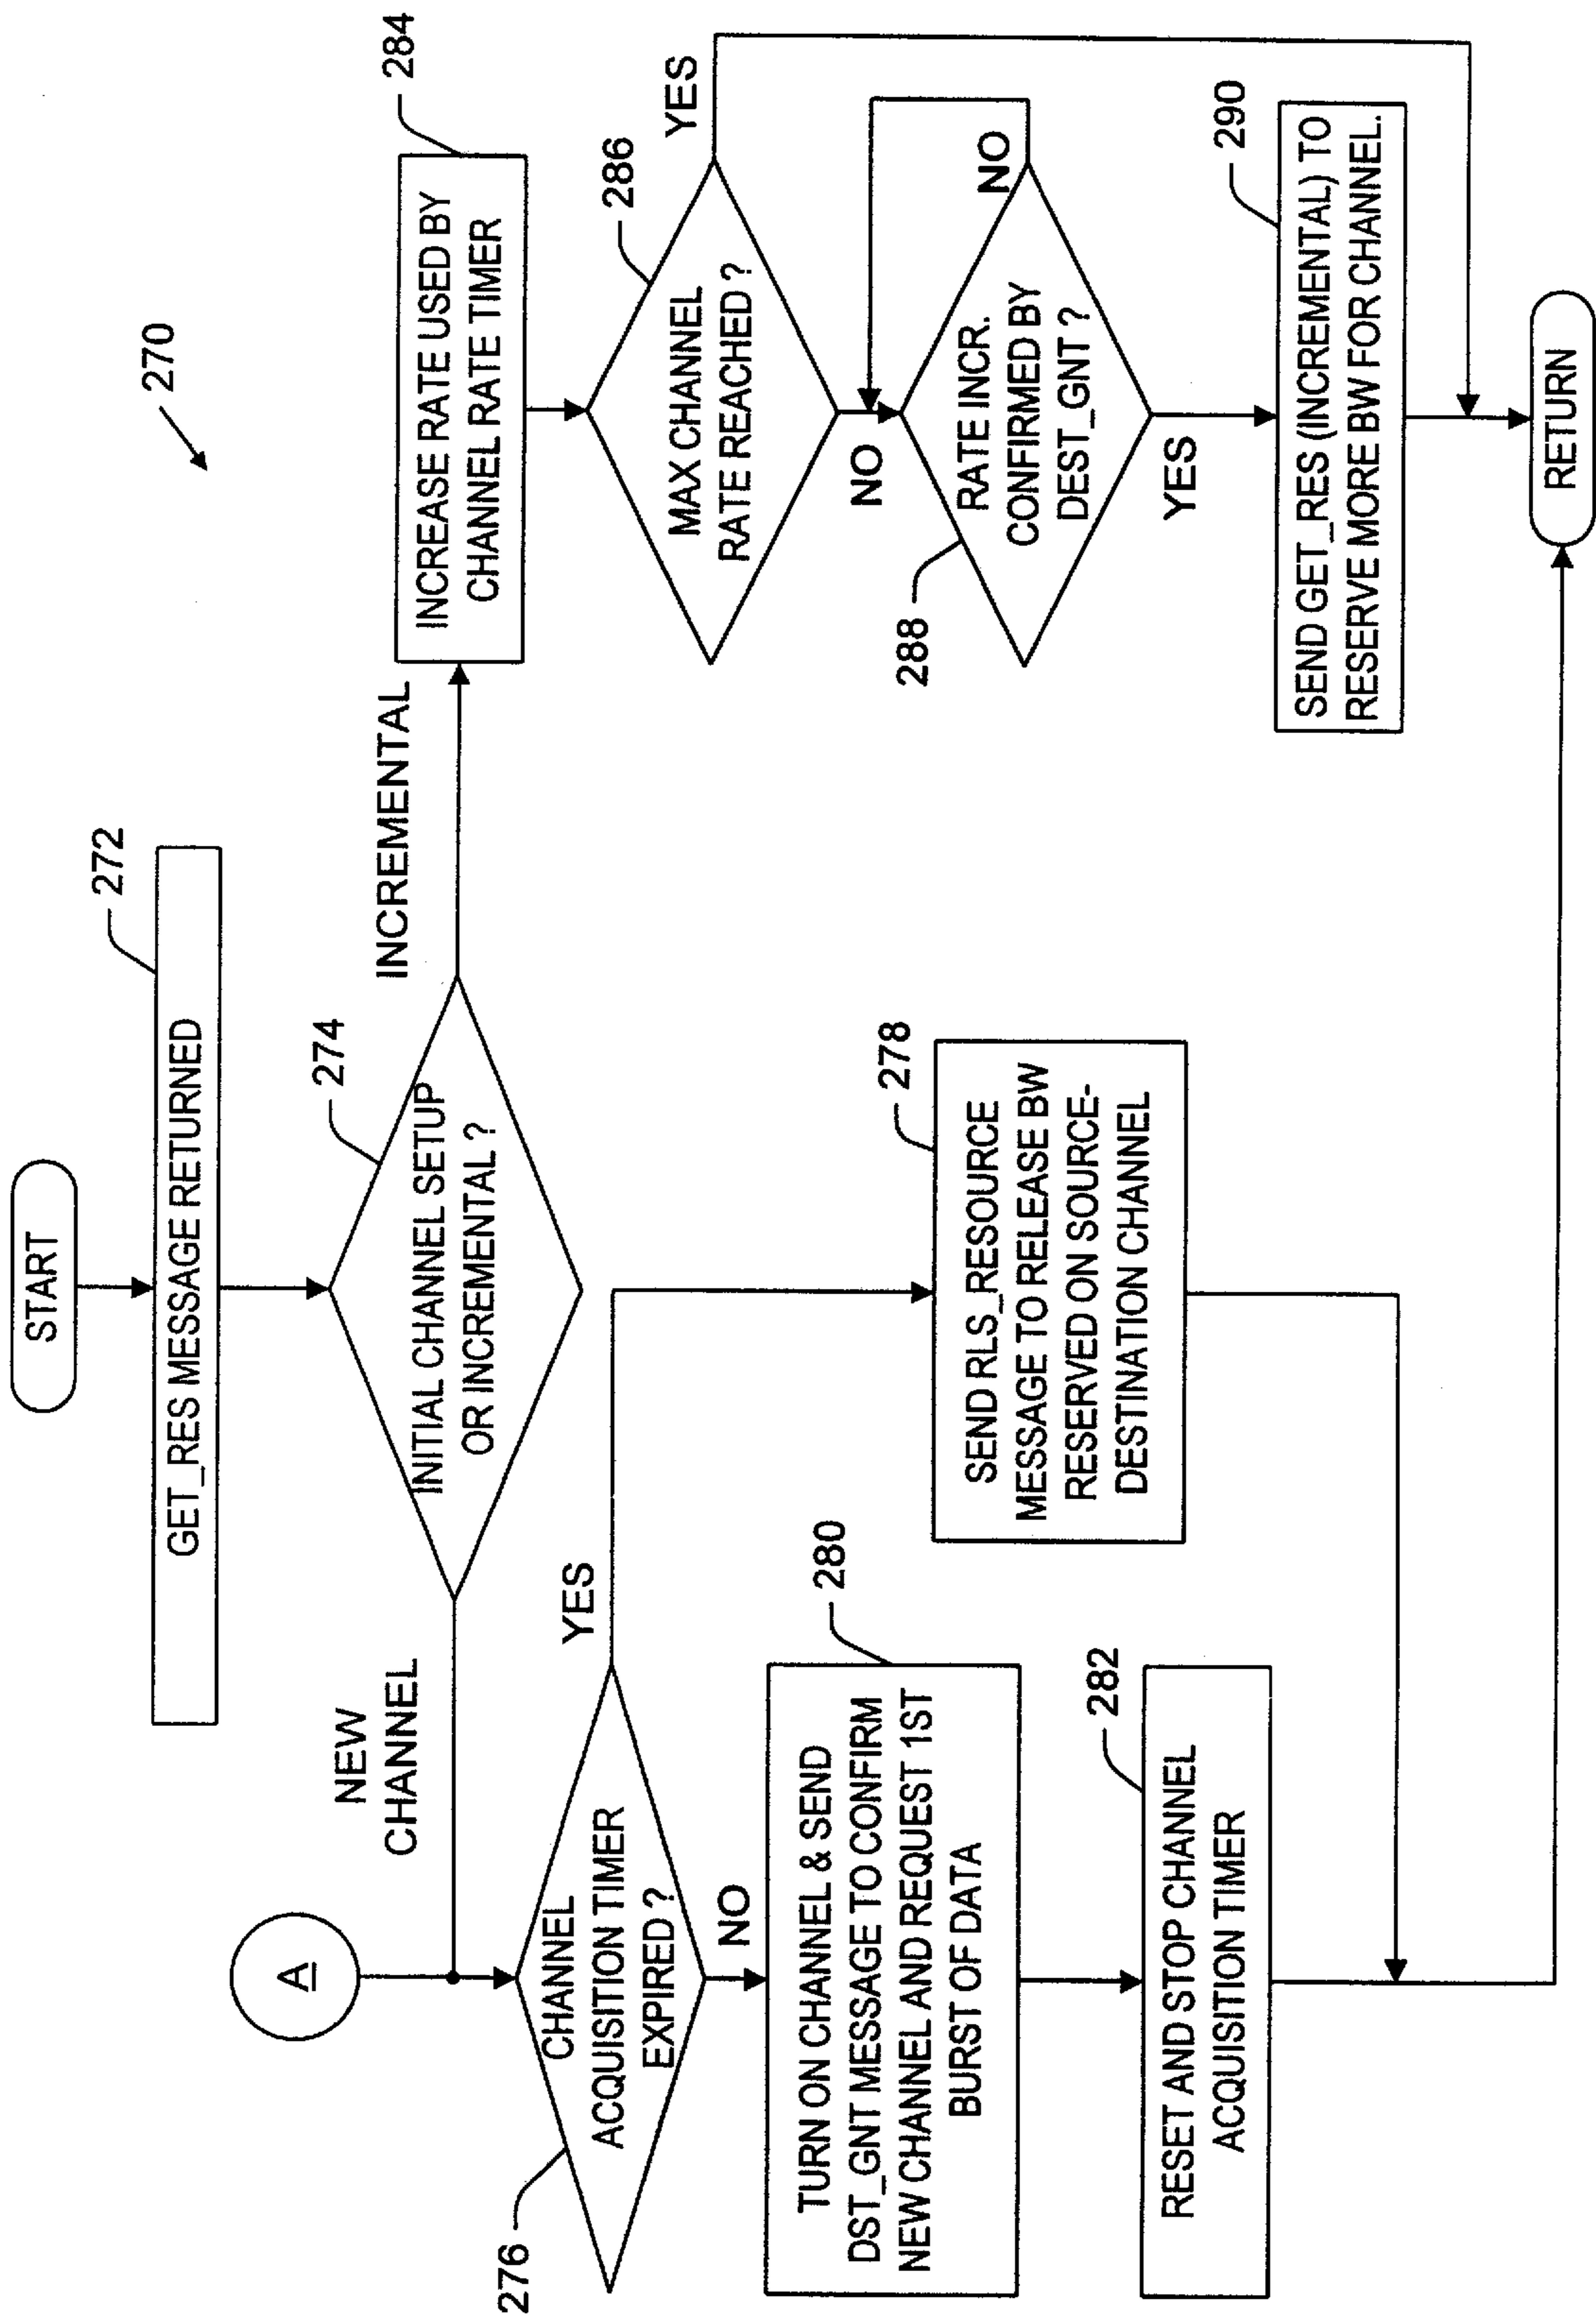 270
START
272
GET_RES MESSAGE RETURNED
274
INITIAL CHANNEL SETUP
OR INCREMENTAL ?
NEW
CHANNEL
INCREMENTAL
A
276
CHANNEL
ACQUISITION TIMER
EXPIRED ?
YES
NO
278
SEND RLS_RESOURCE
MESSAGE TO RELEASE BW
RESERVED ON SOURCE-
DESTINATION CHANNEL
280
TURN ON CHANNEL & SEND
DST_GNT MESSAGE TO CONFIRM
NEW CHANNEL AND REQUEST 1ST
BURST OF DATA
282
RESET AND STOP CHANNEL
ACQUISITION TIMER
284
INCREASE RATE USED BY
CHANNEL RATE TIMER
286
MAX CHANNEL
RATE REACHED ?
YES
NO
288
RATE INCR.
CONFIRMED BY
DEST_GNT ?
NO
YES
290
SEND GET_RES (INCREMENTAL) TO
RESERVE MORE BW FOR CHANNEL.
RETURN